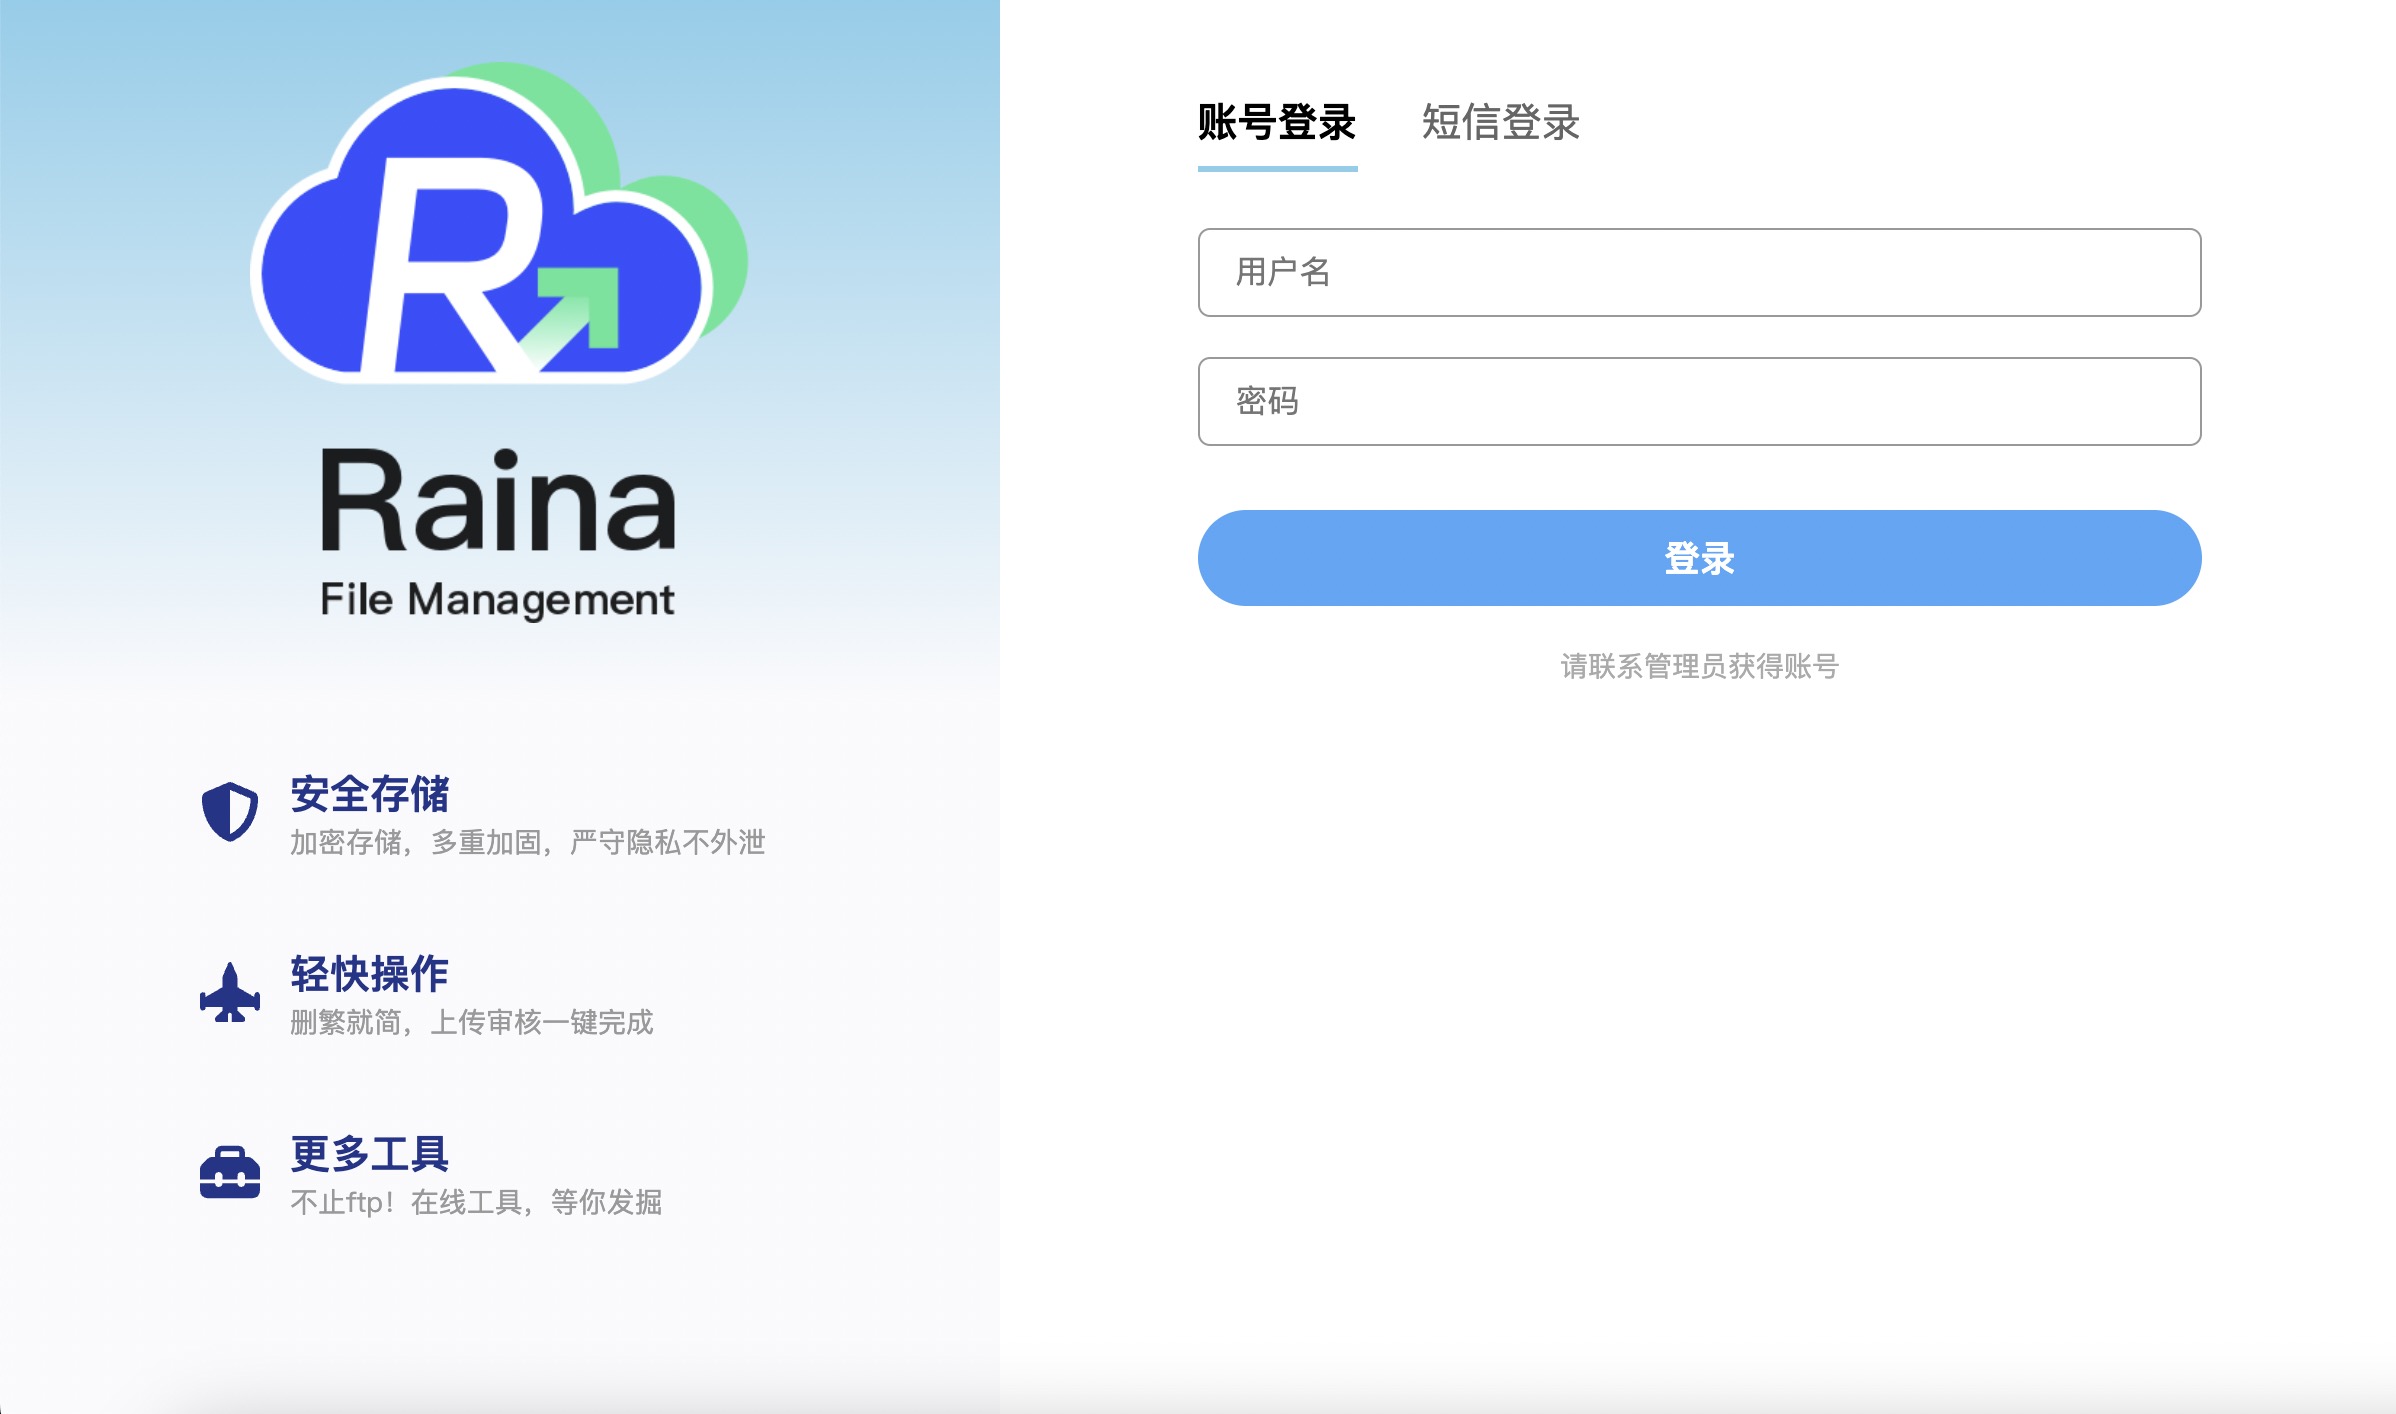 R
Raina
File Management
安全存储
加密存储，多重加固，严守隐私不外泄
轻快操作
删繁就简，上传审核一键完成
更多工具
不止ftp！在线工具，等你发掘
账号登录 短信登录
用户名
密码
登录
请联系管理员获得账号